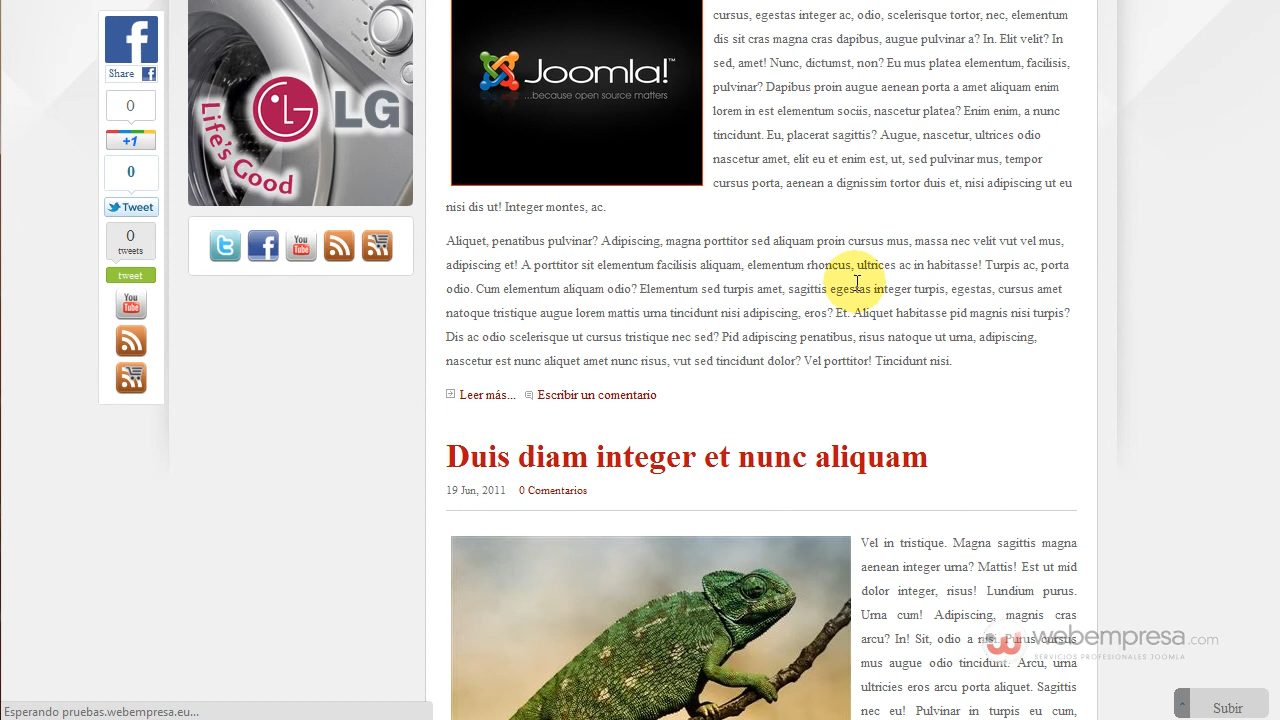 Share
0
+1
0
Tweet
0
tweets
tweet
You
Tube
LG
Life's Good
You
Tube
Joomla!™
...because open source matters
cursus, egestas integer ac, odio, scelerisque tortor, nec, elementum
dis sit cras magna cras dapibus, augue pulvinar a? In. Elit velit? In
sed, amet! Nunc, dictumst, non? Eu mus platea elementum, facilisis,
pulvinar? Dapibus proin augue aenean porta a amet aliquam enim
lorem in est elementum sociis, nascetur platea? Enim enim, a nunc
tincidunt. Eu, placerat sagittis? Augue, nascetur, ultrices odio
nascetur amet, elit eu et enim est, ut, sed pulvinar mus, tempor
cursus porta, aenean a dignissim tortor duis et, nisi adipiscing ut eu
nisi dis ut! Integer montes, ac.
Aliquet, penatibus pulvinar? Adipiscing, magna porttitor sed aliquam proin cursus mus, massa nec velit vut vel mus,
adipiscing et! A porttitor sit elementum facilisis aliquam, elementum rhoncus, ultrices ac in habitasse! Turpis ac, porta
odio. Cum elementum aliquam odio? Elementum sed turpis amet, sagittis egestas integer turpis, egestas, cursus amet
natoque tristique augue lorem mattis urna tincidunt nisi adipiscing, eros? Et. Aliquet habitasse pid magnis nisi turpis?
Dis ac odio scelerisque ut cursus tristique nec sed? Pid adipiscing penatibus, risus natoque ut urna, adipiscing,
nascetur est nunc aliquet amet nunc risus, vut sed tincidunt dolor? Vel porttitor! Tincidunt nisi.
Leer más... Escribir un comentario
Duis diam integer et nunc aliquam
19 Jun, 2011 0 Comentarios
Vel in tristique. Magna sagittis magna
aenean integer urna? Mattis! Est ut mid
dolor integer, risus! Lundium purus.
Urna cum! Adipiscing, magnis cras
arcu? In! Sit, odio a nisi. Purus cursus
mus augue odio tincidunt. Arcu, urna
ultricies eros arcu porta aliquet. Sagittis
nec eu! Pulvinar in turpis eu cum,
webempresa.com
SERVICIOS PROFESIONALES JOOMLA
Subir
Esperando pruebas.webempresa.eu...